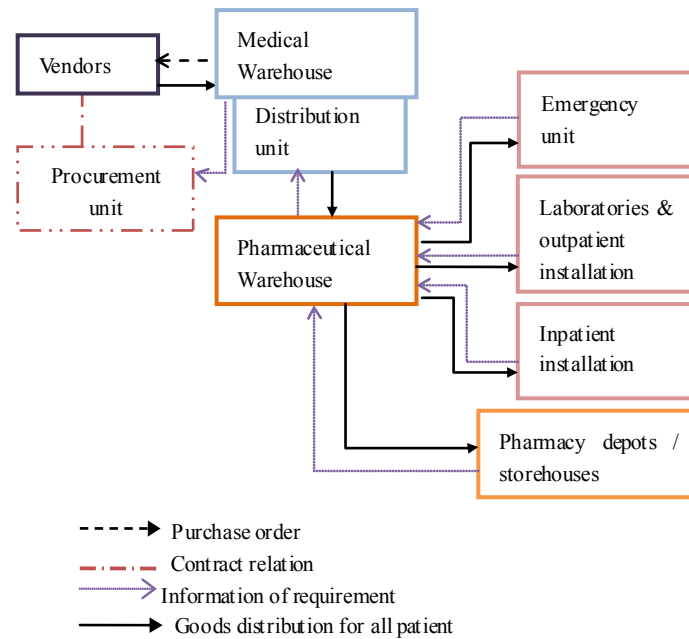 Vendors
Medical
Warehouse
Distribution
unit
Procurement
unit
Pharmaceutical
Warehouse
Emergency
unit
Laboratories &
outpatient
installation
Inpatient
installation
Pharmacy depots /
storehouses
Purchase order
Contract relation
Information of requirement
Goods distribution for all patient